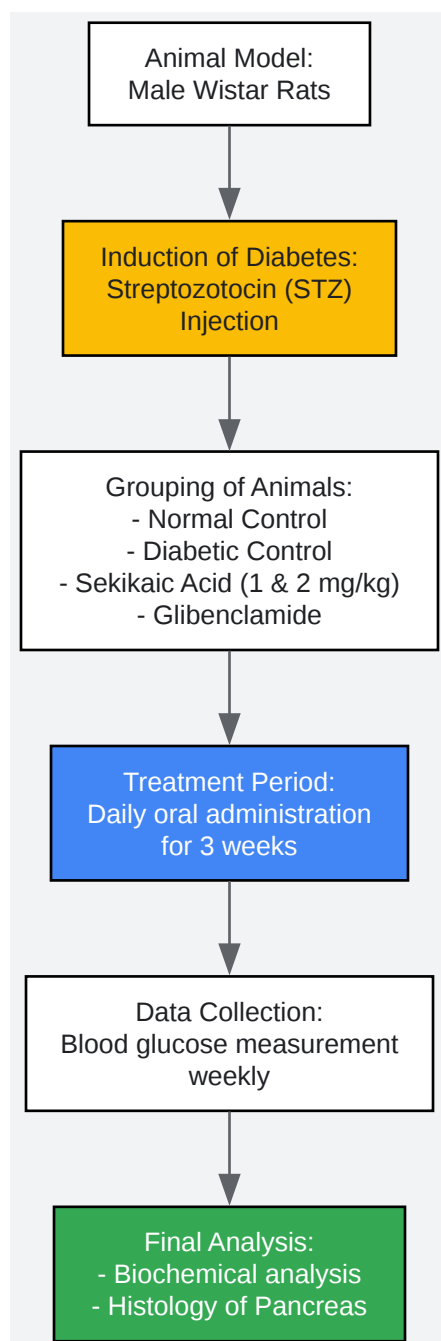 Animal Model:
Male Wistar Rats
Induction of Diabetes:
Streptozotocin (STZ)
Injection
Grouping of Animals:
- Normal Control
- Diabetic Control
- Sekikaic Acid (1 & 2 mg/kg)
- Glibenclamide
Treatment Period:
Daily oral administration
for 3 weeks
Data Collection:
Blood glucose measurement
weekly
Final Analysis:
- Biochemical analysis
- Histology of Pancreas